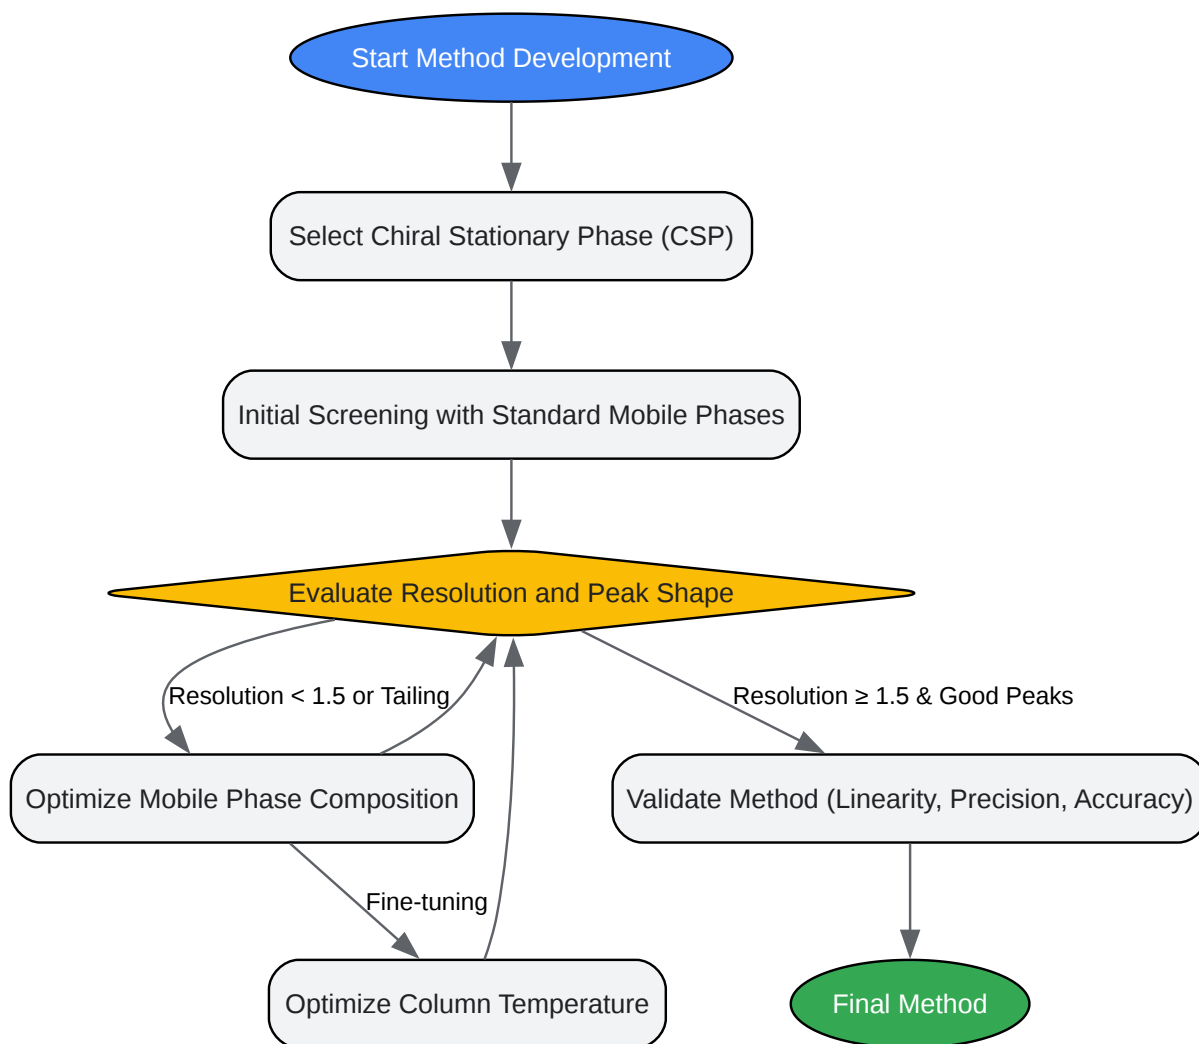 Start Method Development
Select Chiral Stationary Phase (CSP)
Initial Screening with Standard Mobile Phases
Evaluate Resolution and Peak Shape
Resolution < 1.5 or Tailing
Resolution ≥ 1.5 & Good Peaks
Optimize Mobile Phase Composition
Validate Method (Linearity, Precision, Accuracy)
Fine-tuning
Optimize Column Temperature
Final Method